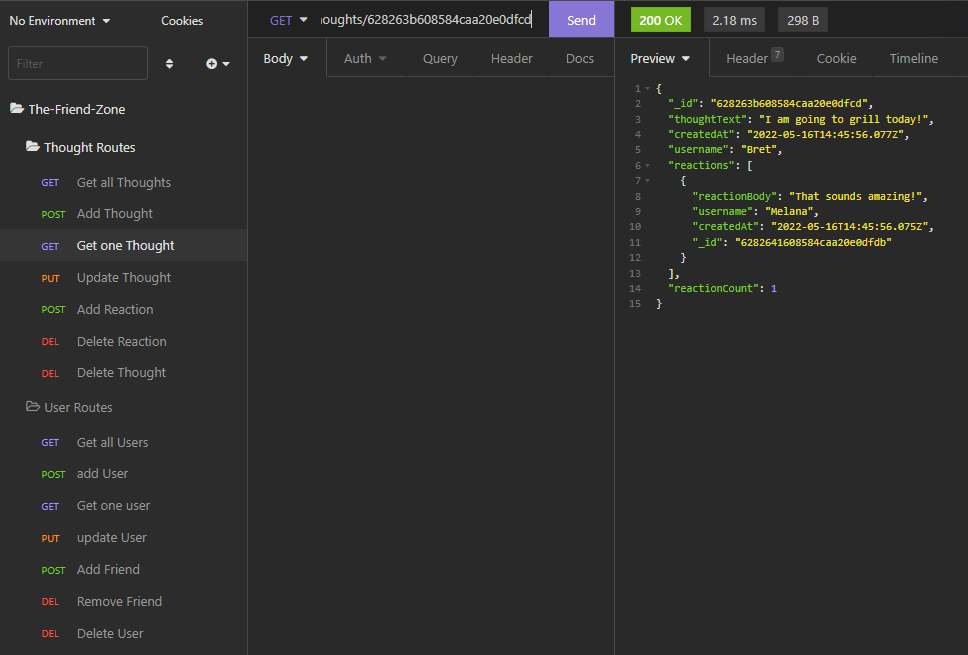 No Environment Cookies
Filter
The-Friend-Zone
Thought Routes
GET Get all Thoughts
POST Add Thought
GET Get one Thought
PUT Update Thought
POST Add Reaction
DEL Delete Reaction
DEL Delete Thought
User Routes
GET Get all Users
POST add User
GET Get one user
PUT update User
POST Add Friend
DEL Remove Friend
DEL Delete User
GET oughts/628263b608584caa20e0dfcd Send
Body Auth Query Header Docs
200 OK 2.18 ms 298 B
Preview Header 7 Cookie Timeline
1 {
2 "_id": "628263b608584caa20e0dfcd",
3 "thoughtText": "I am going to grill today!",
4 "createdAt": "2022-05-16T14:45:56.077Z",
5 "username": "Bret",
6 "reactions": [
7 {
8 "reactionBody": "That sounds amazing!",
9 "username": "Melana",
10 "createdAt": "2022-05-16T14:45:56.075Z",
11 "_id": "6282641608584caa20e0dfdb"
12 }
13 ],
14 "reactionCount": 1
15 }